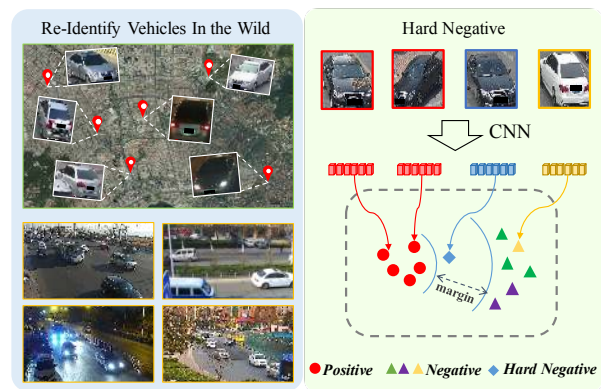 Re-Identify Vehicles In the Wild
Hard Negative
CNN
margin
Positive
Negative
Hard Negative